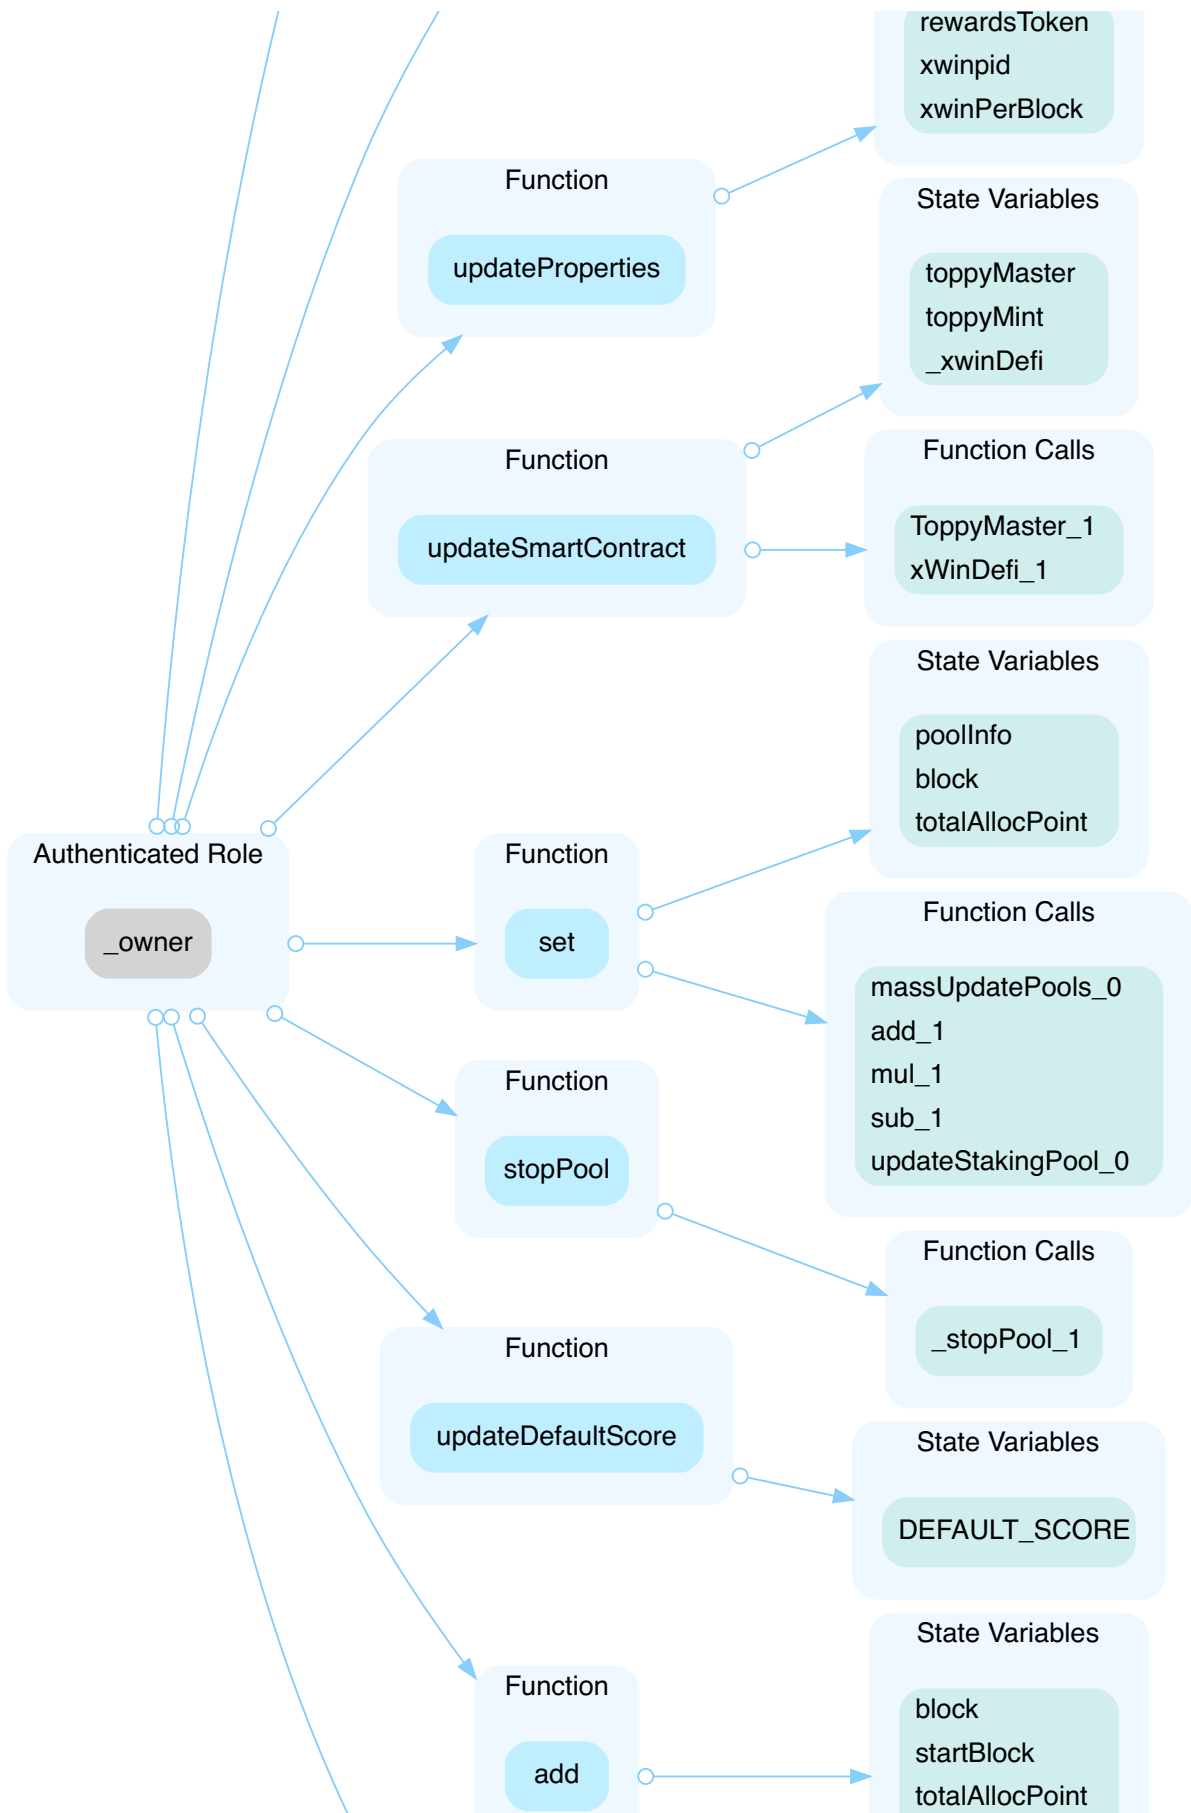 rewardsToken
xwinpid
xwinPerBlock
Function
updateProperties
State Variables
toppyMaster
toppyMint
_xwinDefi
Function
updateSmartContract
Function Calls
ToppyMaster_1
xWinDefi_1
State Variables
poolInfo
block
totalAllocPoint
Authenticated Role
_owner
Function
set
Function Calls
massUpdatePools_0
add_1
mul_1
sub_1
updateStakingPool_0
Function
stopPool
Function Calls
_stopPool_1
Function
updateDefaultScore
State Variables
DEFAULT_SCORE
Function
add
State Variables
block
startBlock
totalAllocPoint